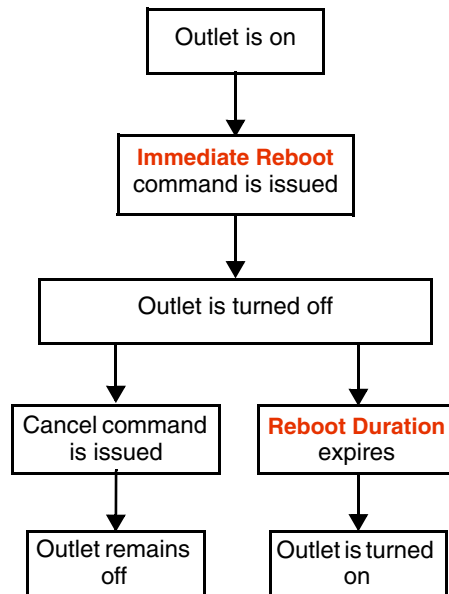 Outlet is on
Immediate Reboot
command is issued
Outlet is turned off
Cancel command
is issued
Reboot Duration
expires
Outlet remains
off
Outlet is turned
on